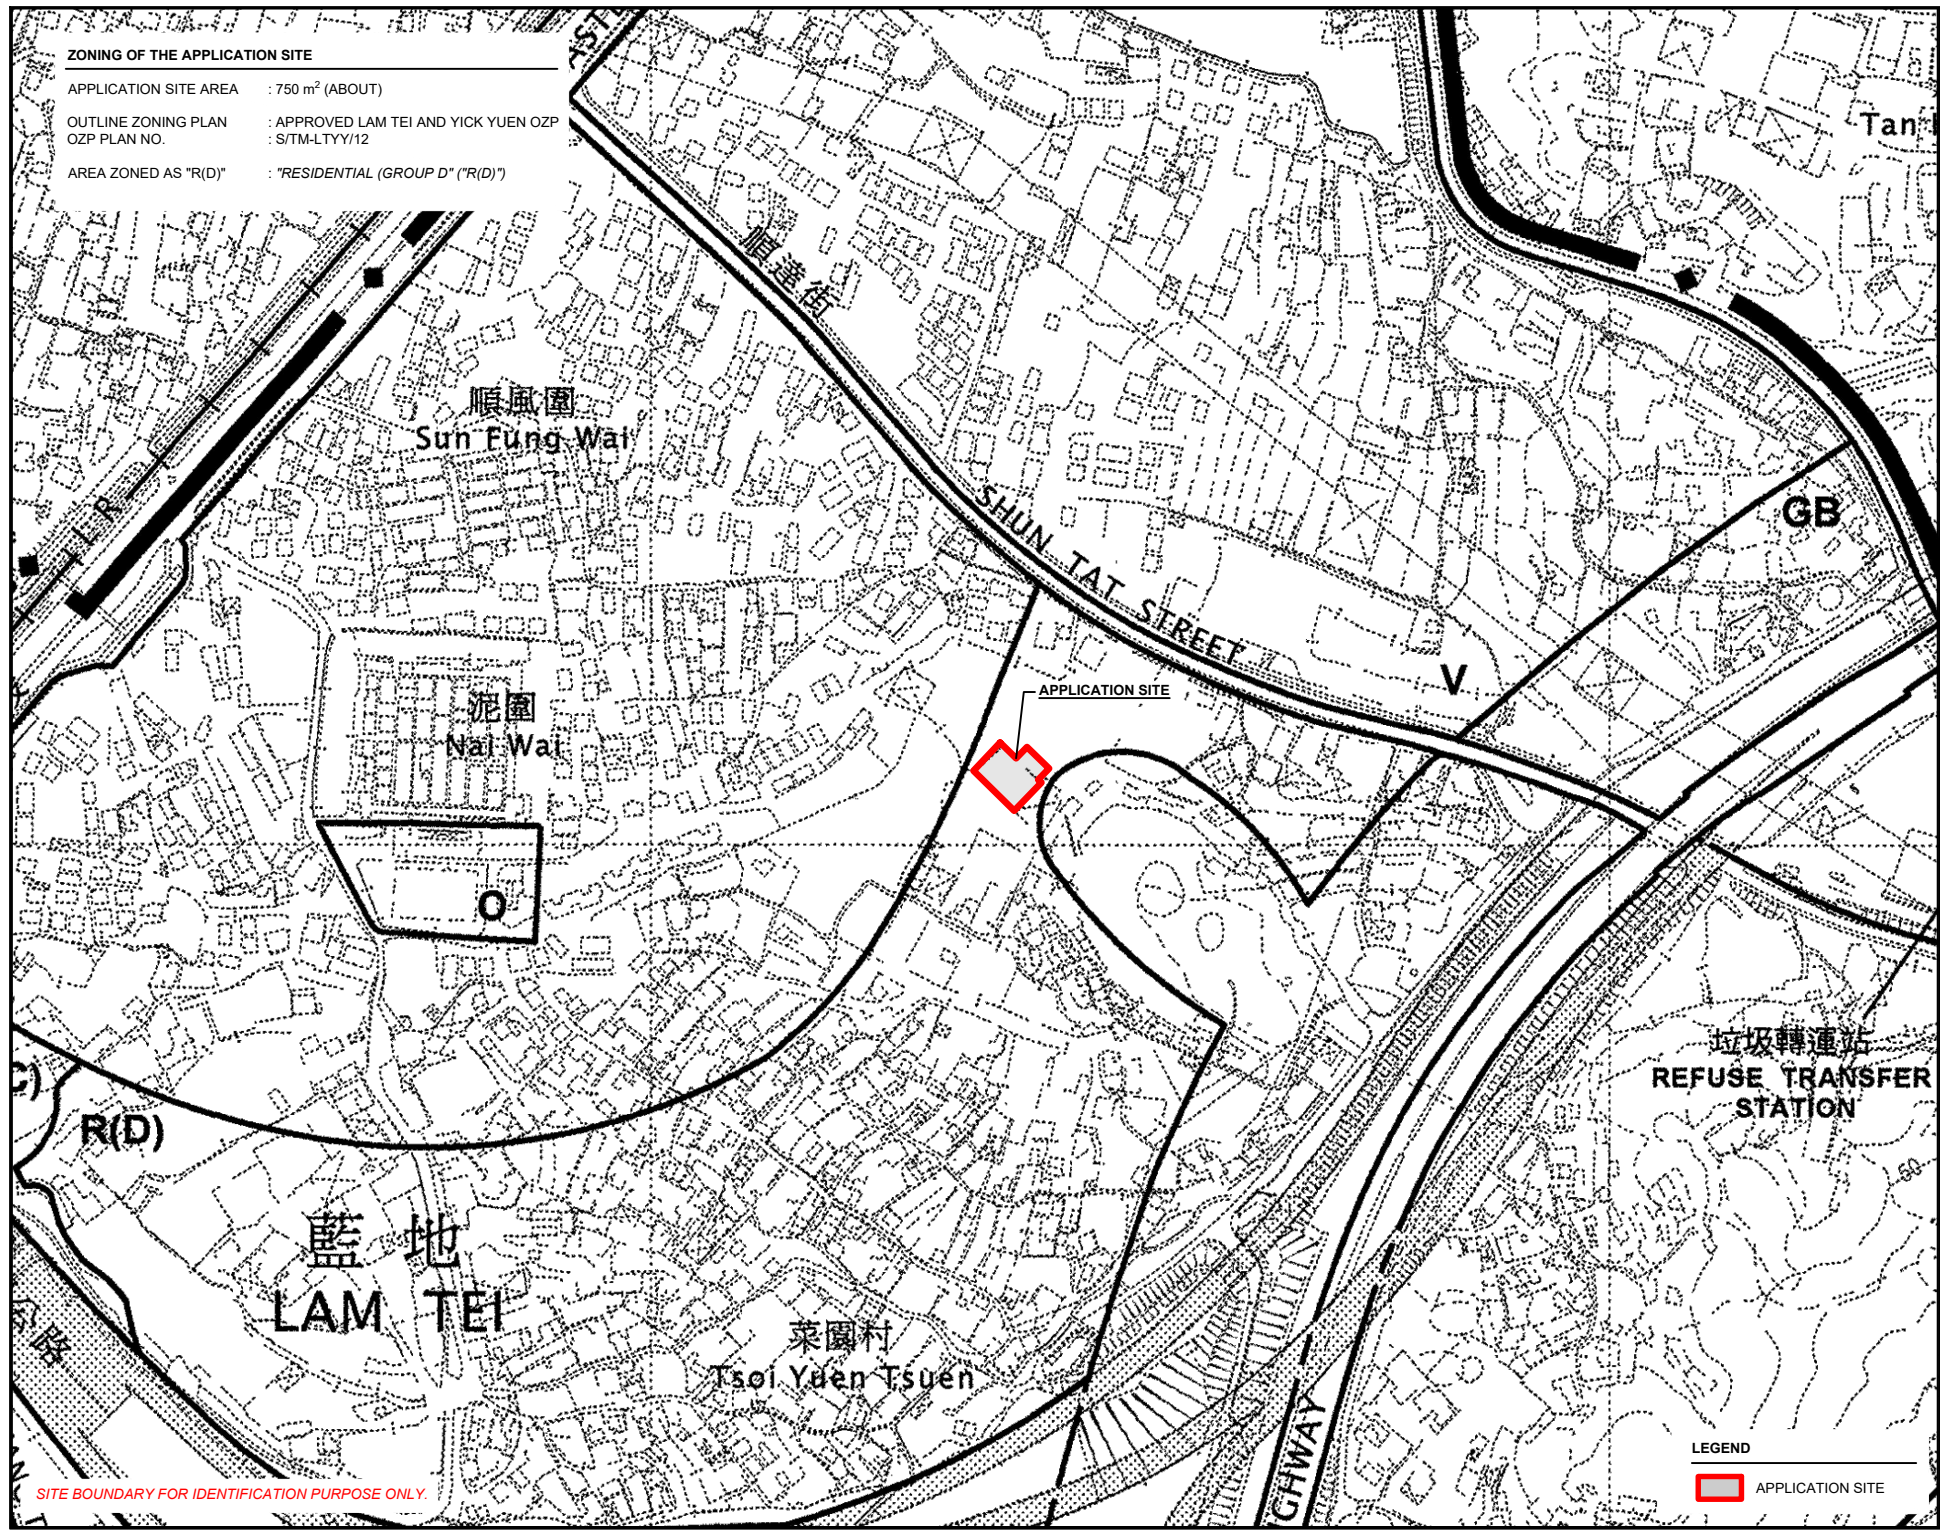 ZONING OF THE APPLICATION SITE
APPLICATION SITE AREA : 750 m² (ABOUT)
OUTLINE ZONING PLAN : APPROVED LAM TEI AND YICK YUEN OZP
OZP PLAN NO. : S/TM-LTYY/12
AREA ZONED AS "R(D)" : "RESIDENTIAL (GROUP D" ("R(D)")
Tan
順達街
順風圍
Sun Fung Wai
L R
GB
SHUN TAT STREET
V
APPLICATION SITE
泥圍
Nai Wai
O
垃圾轉運站
REFUSE TRANSFER
STATION
C)
R(D)
50
藍地
LAM TEI
菜園村
Tsoi Yuen Tsuen
路
IGHWAY
LEGEND
APPLICATION SITE
SITE BOUNDARY FOR IDENTIFICATION PURPOSE ONLY.